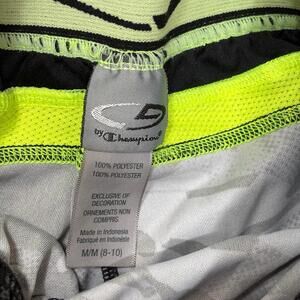 C9
by Champion
100% POLYESTER
100% POLYESTER
EXCLUSIVE OF
DECORATION
ORNEMENTS NON
COMPRIS
Made in Indonesia
Fabriqué en Indonésie
M/M (8-10)